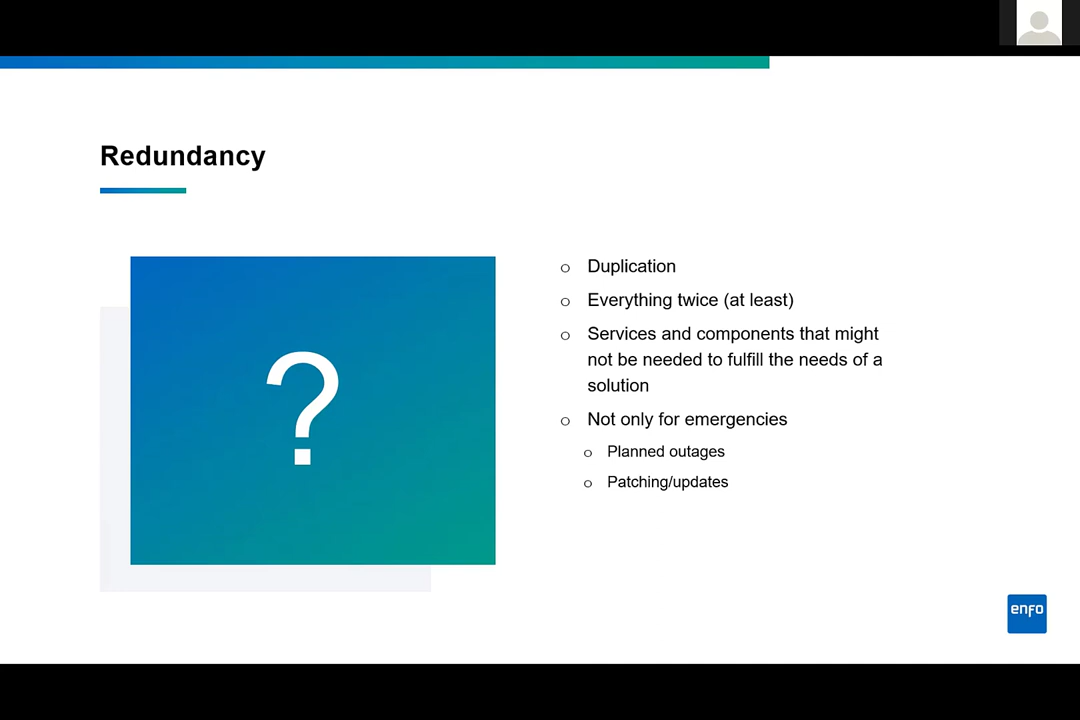 Redundancy
?
o Duplication
o Everything twice (at least)
o Services and components that might
not be needed to fulfill the needs of a
solution
o Not only for emergencies
o Planned outages
o Patching/updates
enfo